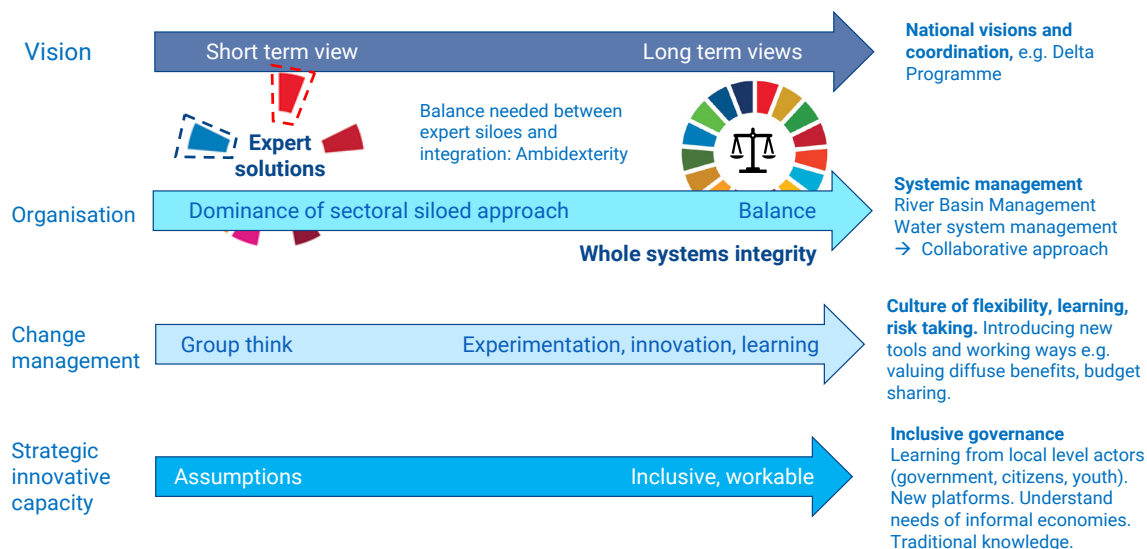 Vision
Short term view
Long term views
National visions and
coordination, e.g. Delta
Programme
Expert
solutions
Balance needed between
expert siloes and
integration: Ambidexterity
Organisation
Dominance of sectoral siloed approach
Balance
Systemic management
River Basin Management
Water system management
→ Collaborative approach
Whole systems integrity
Change
management
Group think
Experimentation, innovation, learning
Culture of flexibility, learning,
risk taking. Introducing new
tools and working ways e.g.
valuing diffuse benefits, budget
sharing.
Strategic
innovative
capacity
Assumptions
Inclusive, workable
Inclusive governance
Learning from local level actors
(government, citizens, youth).
New platforms. Understand
needs of informal economies.
Traditional knowledge.